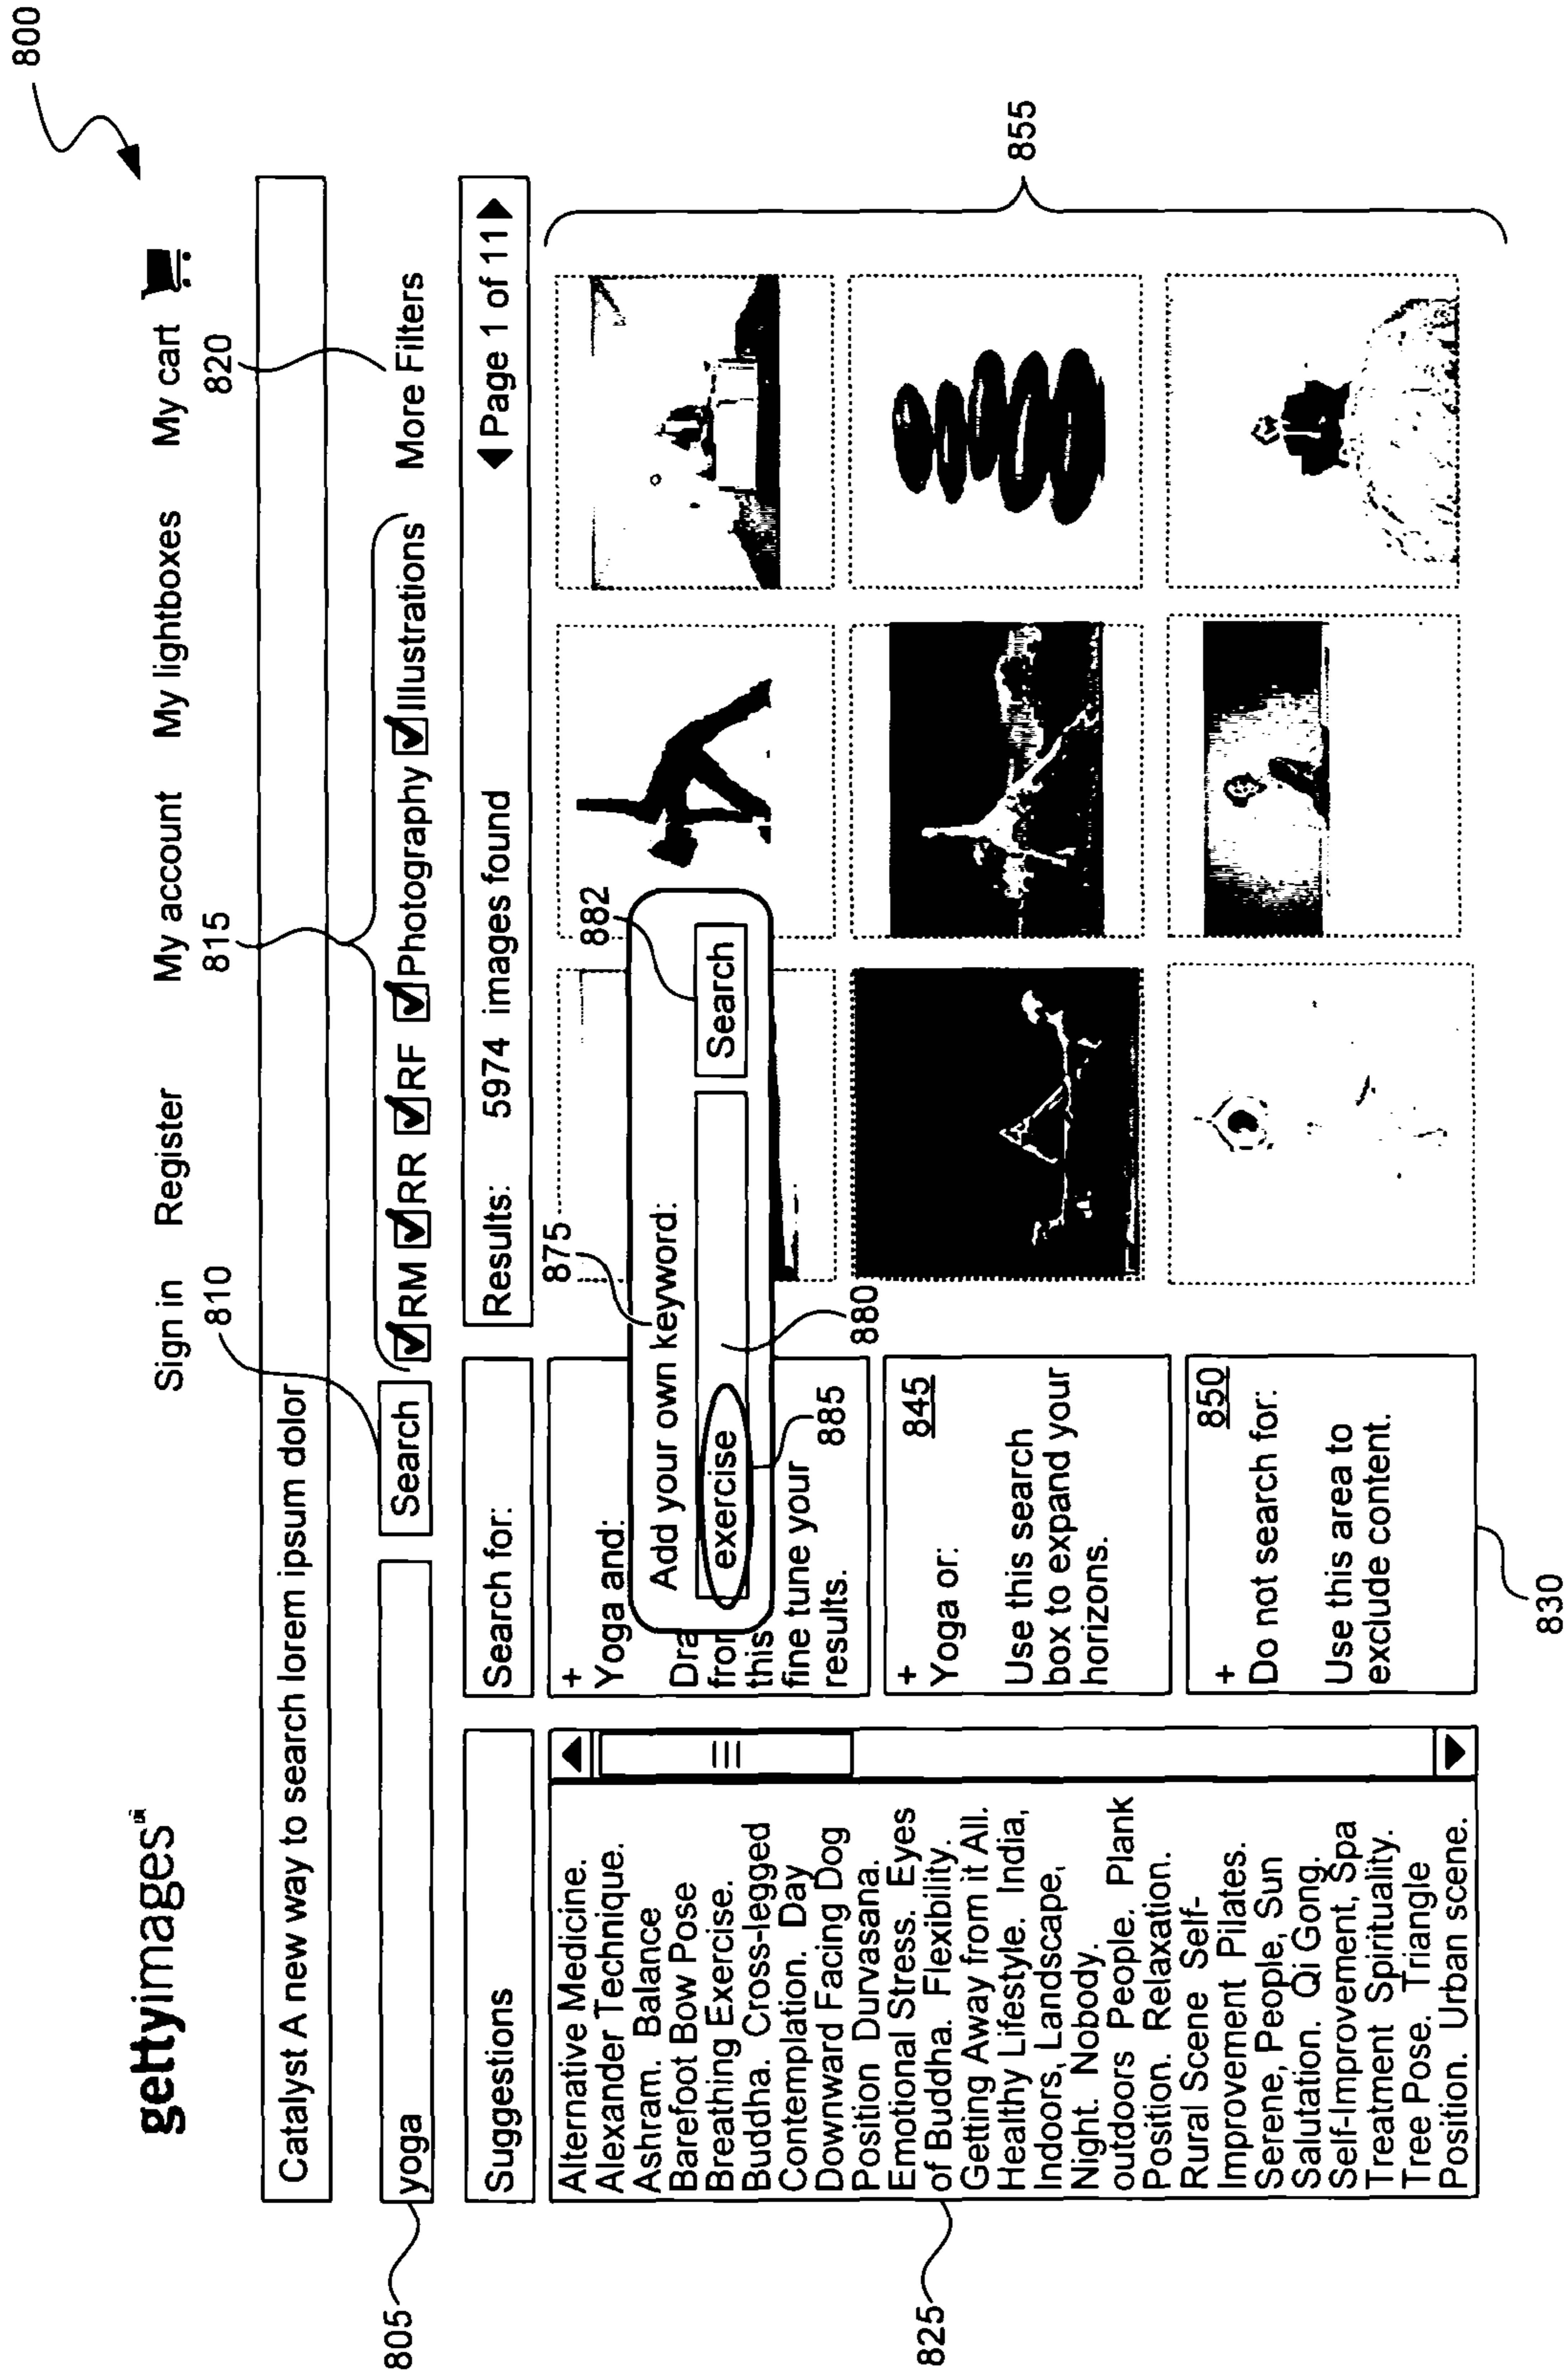 800
gettyimages
Sign in Register My account My lightboxes My cart
810
815
820
Catalyst A new way to search lorem ipsum dolor
805
yoga
Search
RM RR RF Photography Illustrations
More Filters
Suggestions
Search for:
Results: 5974 images found
Page 1 of 11
825
Alternative Medicine.
Alexander Technique.
Ashram. Balance
Barefoot Bow Pose
Breathing Exercise.
Buddha. Cross-legged
Contemplation. Day
Downward Facing Dog
Position Durvasana.
Emotional Stress. Eyes
of Buddha. Flexibility.
Getting Away from it All.
Healthy Lifestyle. India,
Indoors, Landscape,
Night. Nobody.
outdoors People. Plank
Position. Relaxation.
Rural Scene Self-
Improvement Pilates.
Serene, People, Sun
Salutation. Qi Gong.
Self-Improvement, Spa
Treatment Spirituality.
Tree Pose. Triangle
Position. Urban scene.
+
Yoga and:
Dra
fror
this
fine tune your
results.
875
Add your own keyword:
882
exercise
Search
880
885
845
+
Yoga or:
Use this search
box to expand your
horizons.
850
+
Do not search for:
Use this area to
exclude content.
830
855